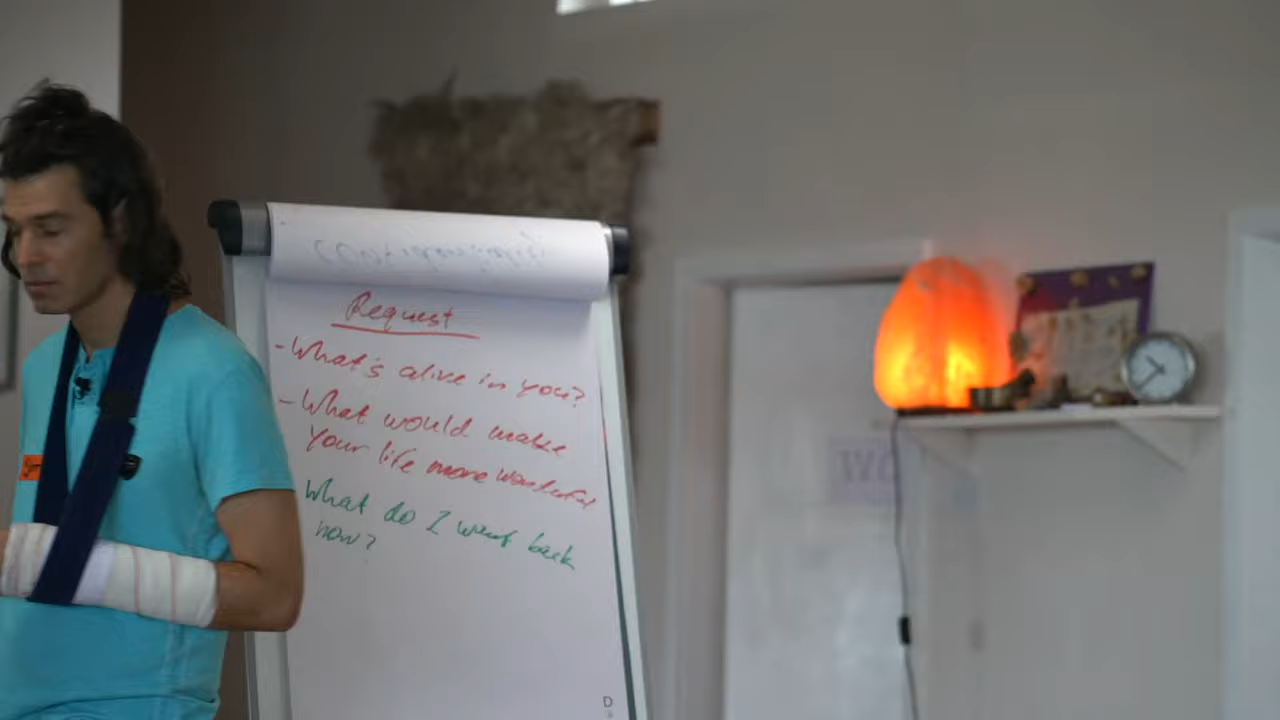 Request
- What's alive in you?
- What would make
your life more wonderful
What do I want back
now?
D